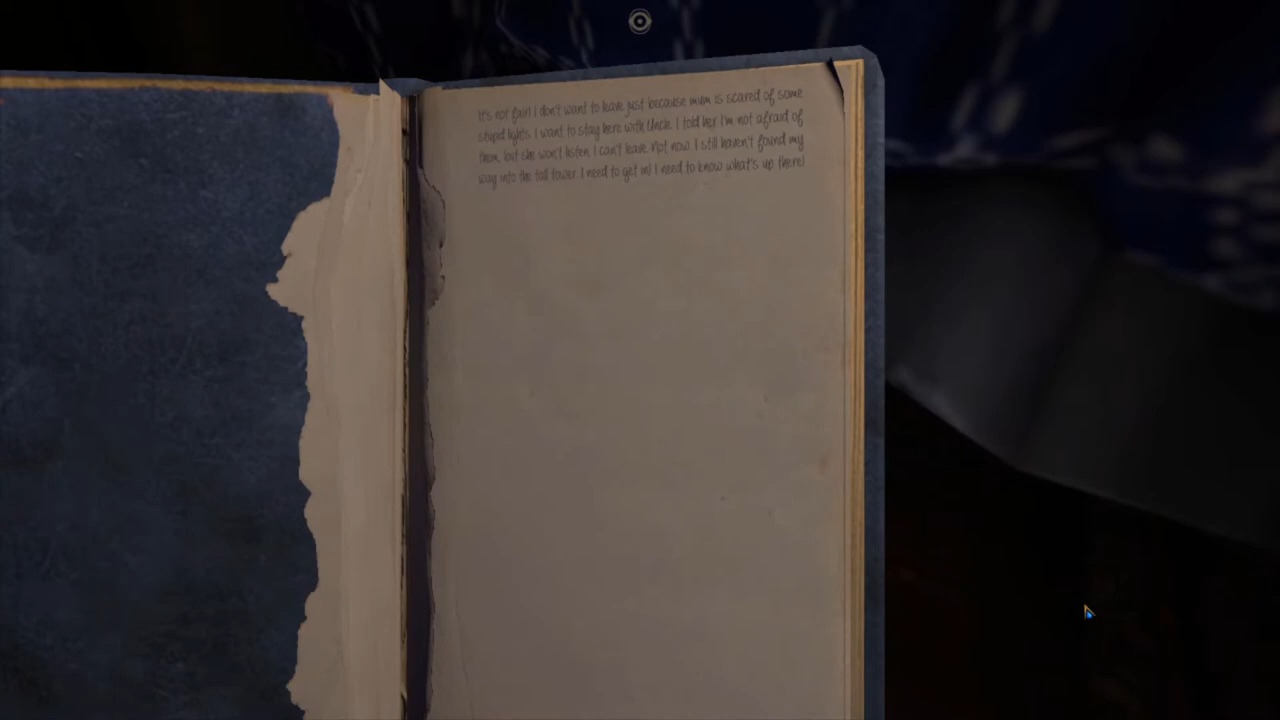 It's not fair! I don't want to leave just because mum is scared of some
stupid lights. I want to stay here with Uncle. I told her I'm not afraid of
them, but she won't listen. I can't leave. Not now. I still haven't found my
way into the tall tower. I need to get in! I need to know what's up there!